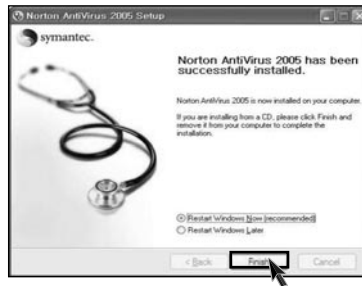 Norton AntiVirus 2005 Setup
symantec.
Norton AntiVirus 2005 has been
successfully installed.
Norton AntiVirus 2005 is now installed on your computer.
If you are installing from a CD, please click Finish and
remove it from your computer to complete the
installation.
Restart Windows Now (recommended)
Restart Windows Later
< Back Finish Cancel